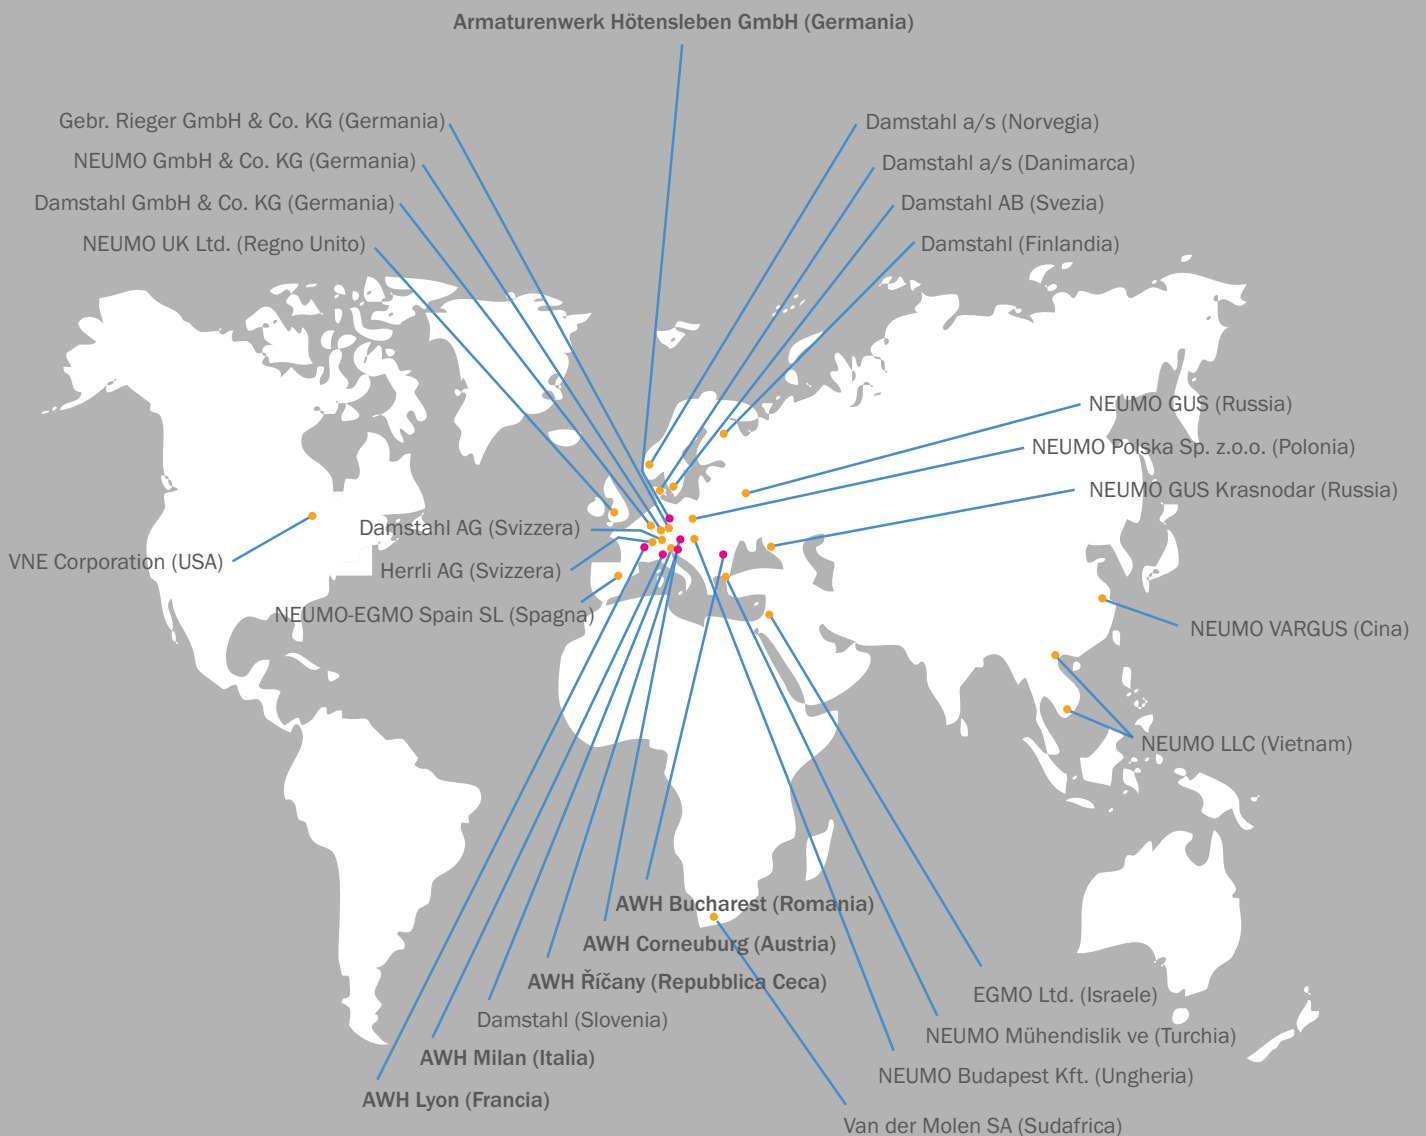 Armaturenwerk Hötensleben GmbH (Germania)
Gebr. Rieger GmbH & Co. KG (Germania)
NEUMO GmbH & Co. KG (Germania)
Damstahl GmbH & Co. KG (Germania)
NEUMO UK Ltd. (Regno Unito)
Damstahl a/s (Norvegia)
Damstahl a/s (Danimarca)
Damstahl AB (Svezia)
Damstahl (Finlandia)
NEUMO GUS (Russia)
NEUMO Polska Sp. z.o.o. (Polonia)
NEUMO GUS Krasnodar (Russia)
Damstahl AG (Svizzera)
VNE Corporation (USA)
Herrli AG (Svizzera)
NEUMO-EGMO Spain SL (Spagna)
NEUMO VARGUS (Cina)
NEUMO LLC (Vietnam)
AWH Bucharest (Romania)
AWH Corneuburg (Austria)
AWH Říčany (Repubblica Ceca)
Damstahl (Slovenia)
AWH Milan (Italia)
AWH Lyon (Francia)
EGMO Ltd. (Israele)
NEUMO Mühendislik ve (Turchia)
NEUMO Budapest Kft. (Ungheria)
Van der Molen SA (Sudafrica)